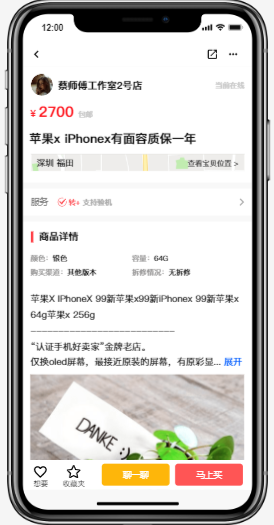 12:00
蔡师傅工作室2号店
当前在线
¥ 2700 包邮
苹果x iPhonex有面容质保一年
深圳 福田
查看宝贝位置 >
服务 转+ 支持验机
商品详情
颜色: 银色 容量: 64G
购买渠道: 其他版本 拆修情况: 无拆修
苹果X IPhoneX 99新苹果x99新iPhonex 99新苹果x
64g苹果x 256g
--------------------------
“认证手机好卖家”金牌老店。
仅换oled屏幕，最接近原装的屏幕，有原彩显... 展开
DANKE :)
想要 收藏夹 聊一聊 马上买